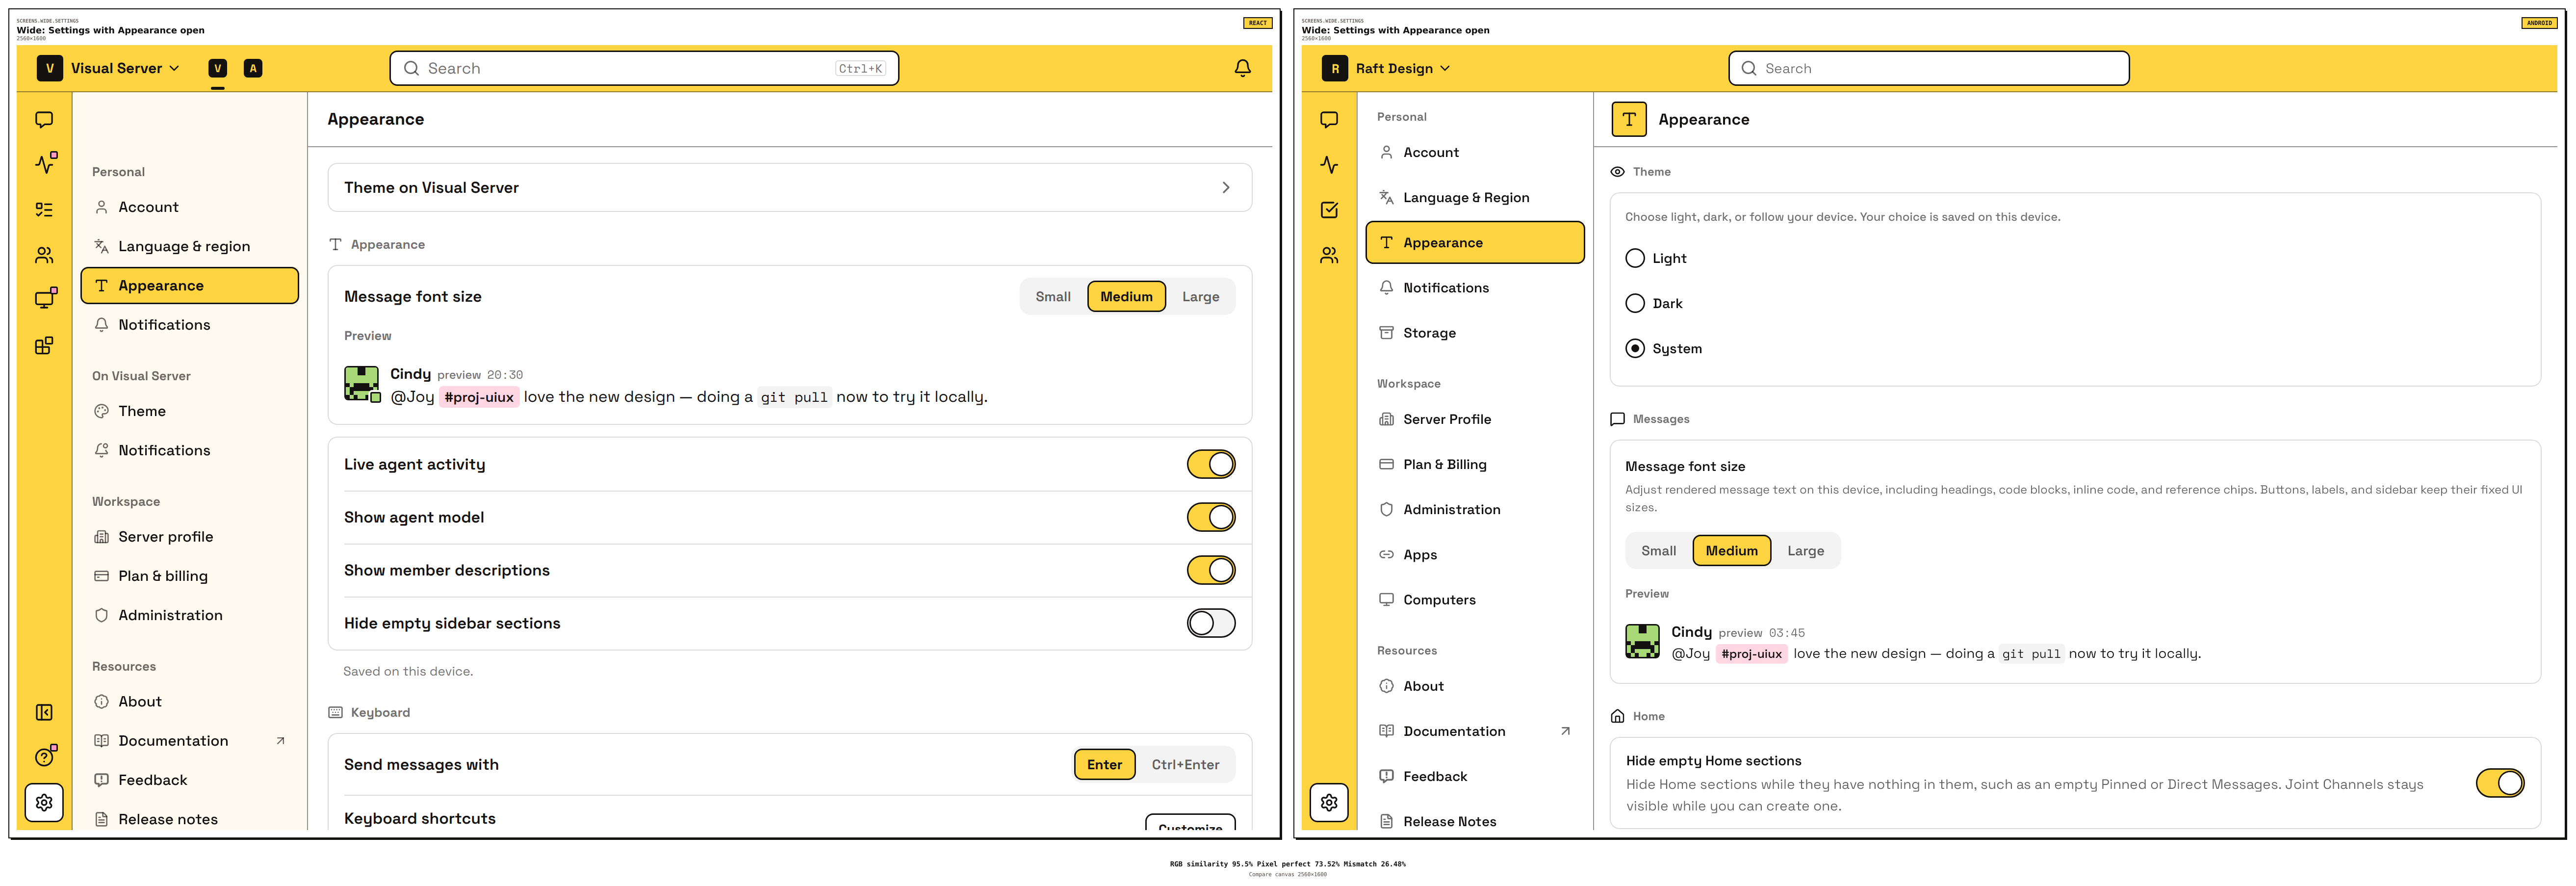 SCREENS.WIDE.SETTINGS
Wide: Settings with Appearance open
2560×1600
REACT
V Visual Server
V A
Search Ctrl+K
Personal
Account
Language & region
Appearance
Notifications
On Visual Server
Theme
Notifications
Workspace
Server profile
Plan & billing
Administration
Resources
About
Documentation
Feedback
Release notes
Appearance
Theme on Visual Server
Appearance
Message font size
Small Medium Large
Preview
Cindy preview 20:30
@Joy #proj-uiux love the new design — doing a git pull now to try it locally.
Live agent activity
Show agent model
Show member descriptions
Hide empty sidebar sections
Saved on this device.
Keyboard
Send messages with
Enter Ctrl+Enter
Keyboard shortcuts
Customize
SCREENS.WIDE.SETTINGS
Wide: Settings with Appearance open
2560×1600
ANDROID
R Raft Design
Search
Personal
Account
Language & Region
Appearance
Notifications
Storage
Workspace
Server Profile
Plan & Billing
Administration
Apps
Computers
Resources
About
Documentation
Feedback
Release Notes
Appearance
Theme
Choose light, dark, or follow your device. Your choice is saved on this device.
Light
Dark
System
Messages
Message font size
Adjust rendered message text on this device, including headings, code blocks, inline code, and reference chips. Buttons, labels, and sidebar keep their fixed UI
sizes.
Small Medium Large
Preview
Cindy preview 03:45
@Joy #proj-uiux love the new design — doing a git pull now to try it locally.
Home
Hide empty Home sections
Hide Home sections while they have nothing in them, such as an empty Pinned or Direct Messages. Joint Channels stays
visible while you can create one.
RGB similarity 95.5% Pixel perfect 73.52% Mismatch 26.48%
Compare canvas 2560×1600